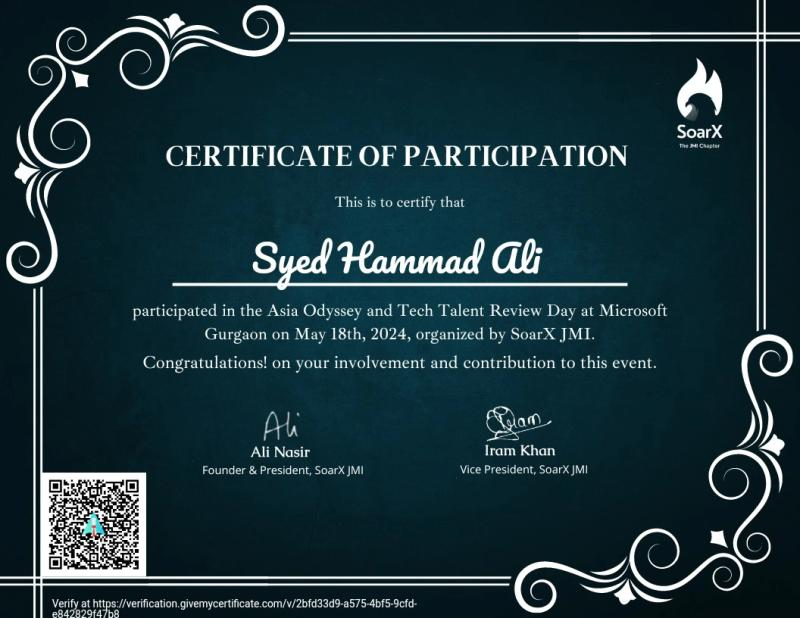 SoarX
The JMI Chapter
CERTIFICATE OF PARTICIPATION
This is to certify that
Syed Hammad Ali
participated in the Asia Odyssey and Tech Talent Review Day at Microsoft
Gurgaon on May 18th, 2024, organized by SoarX JMI.
Congratulations! on your involvement and contribution to this event.
Ali
Ali Nasir
Founder & President, SoarX JMI
Iram
Iram Khan
Vice President, SoarX JMI
Verify at https://verification.givemycertificate.com/v/2bfd33d9-a575-4bf5-9cfd-
e842829f47b8